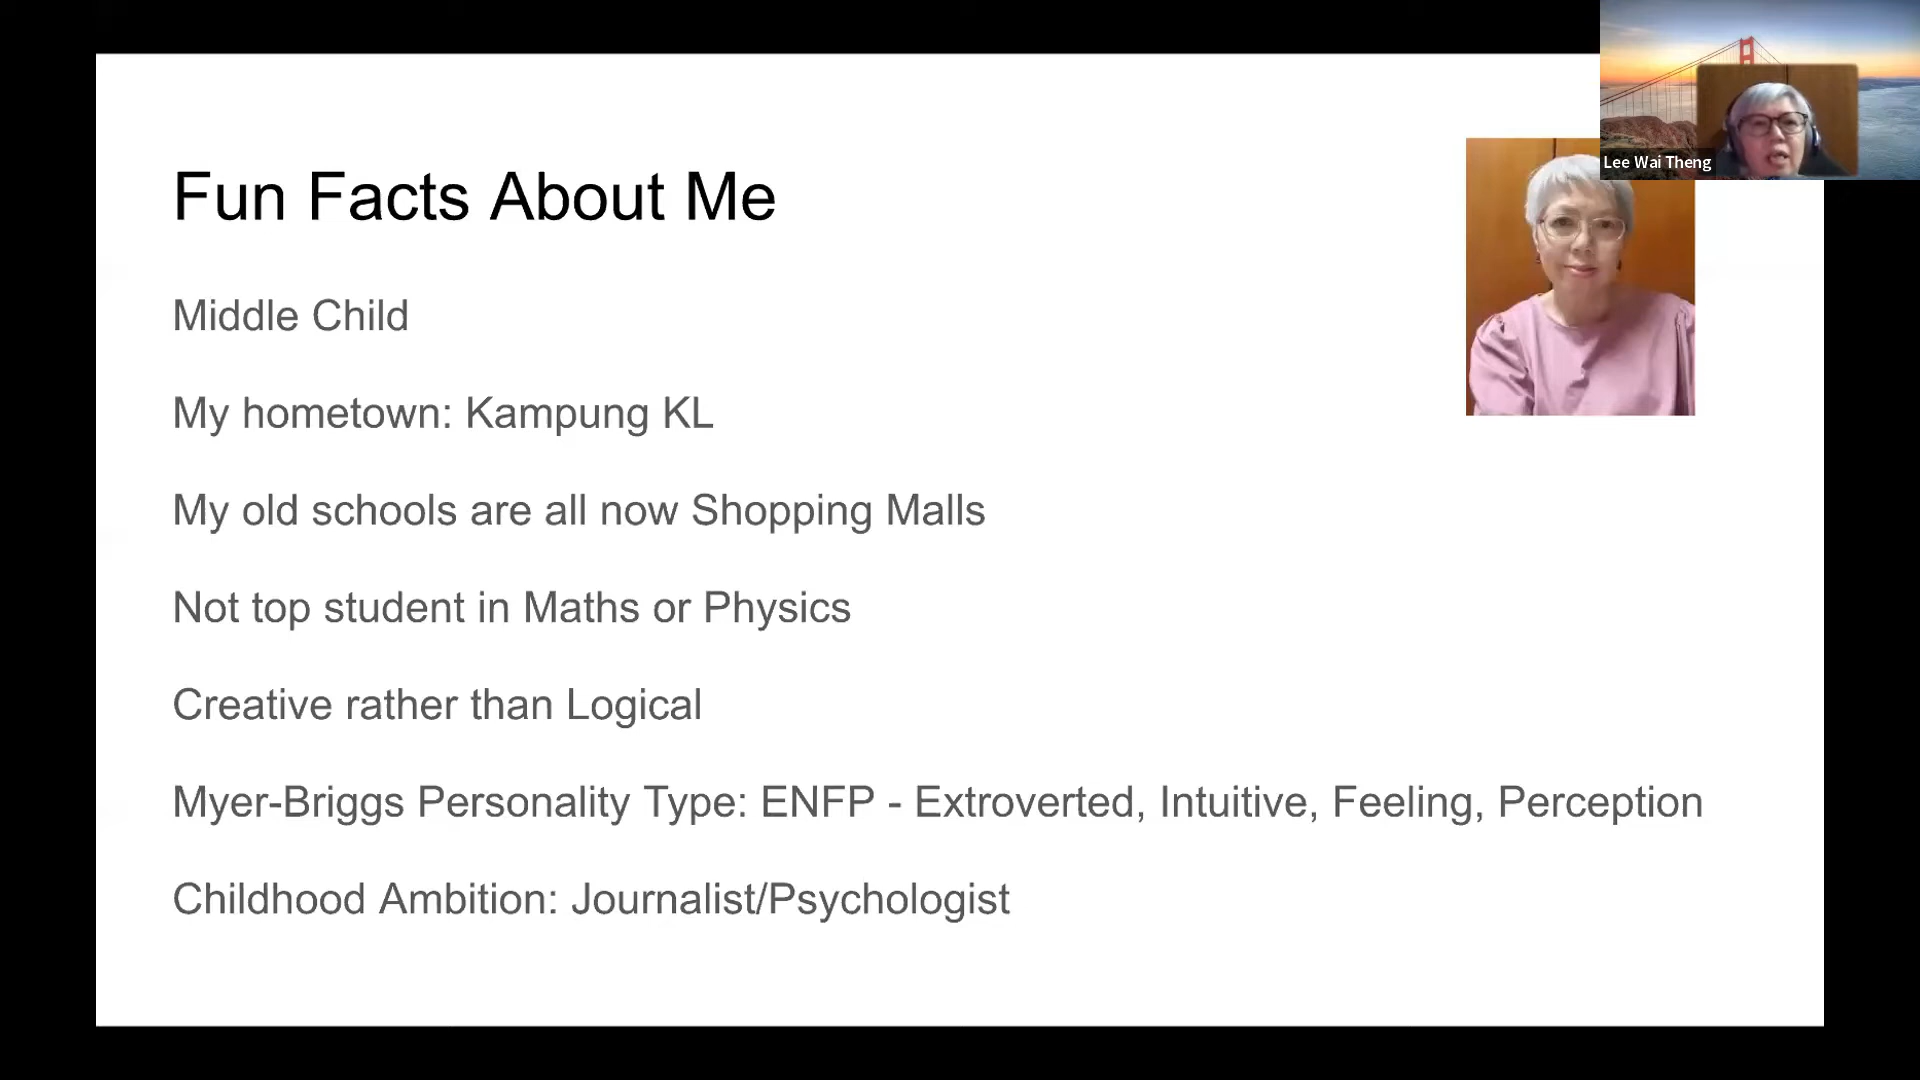 Lee Wai Theng
Fun Facts About Me
Middle Child
My hometown: Kampung KL
My old schools are all now Shopping Malls
Not top student in Maths or Physics
Creative rather than Logical
Myer-Briggs Personality Type: ENFP - Extroverted, Intuitive, Feeling, Perception
Childhood Ambition: Journalist/Psychologist